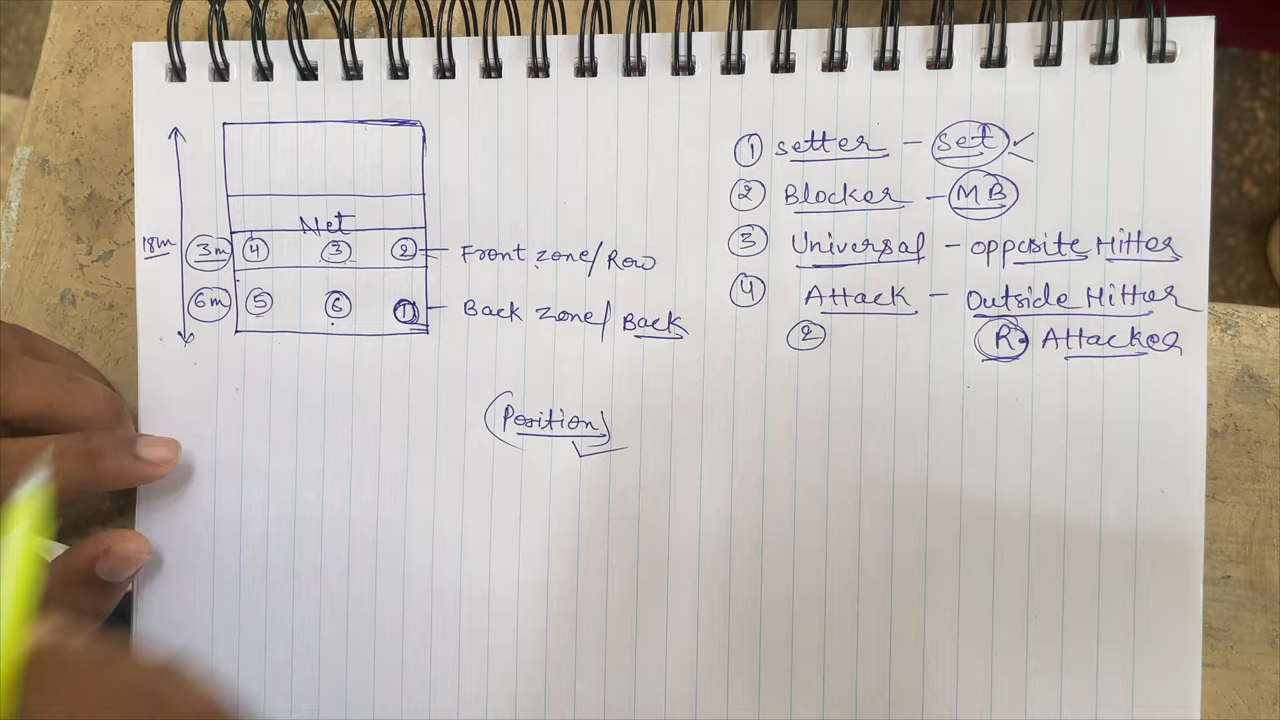 18m
Net
3m 4 3 2 Front zone/Row
6m 5 6 1 Back zone/Back
1 setter - set
2 Blocker - MB
3 Universal - opposite Hitter
4 Attack - Outside Hitter
2 R Attacker
(Position)